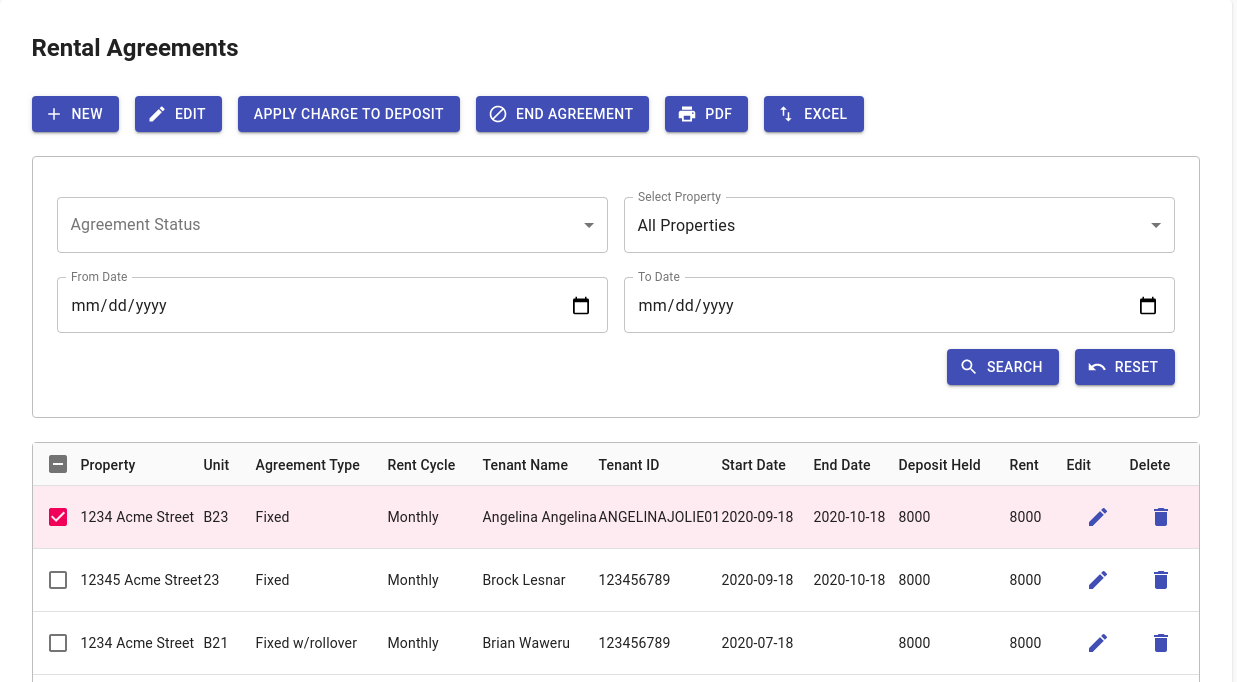 Rental Agreements
NEW EDIT APPLY CHARGE TO DEPOSIT END AGREEMENT PDF EXCEL
Select Property
Agreement Status All Properties
From Date To Date
mm/dd/yyyy mm/dd/yyyy
SEARCH RESET
Property Unit Agreement Type Rent Cycle Tenant Name Tenant ID Start Date End Date Deposit Held Rent Edit Delete
1234 Acme Street B23 Fixed Monthly Angelina Angelina ANGELINAJOLIE01 2020-09-18 2020-10-18 8000 8000
12345 Acme Street 23 Fixed Monthly Brock Lesnar 123456789 2020-09-18 2020-10-18 8000 8000
1234 Acme Street B21 Fixed w/rollover Monthly Brian Waweru 123456789 2020-07-18 8000 8000